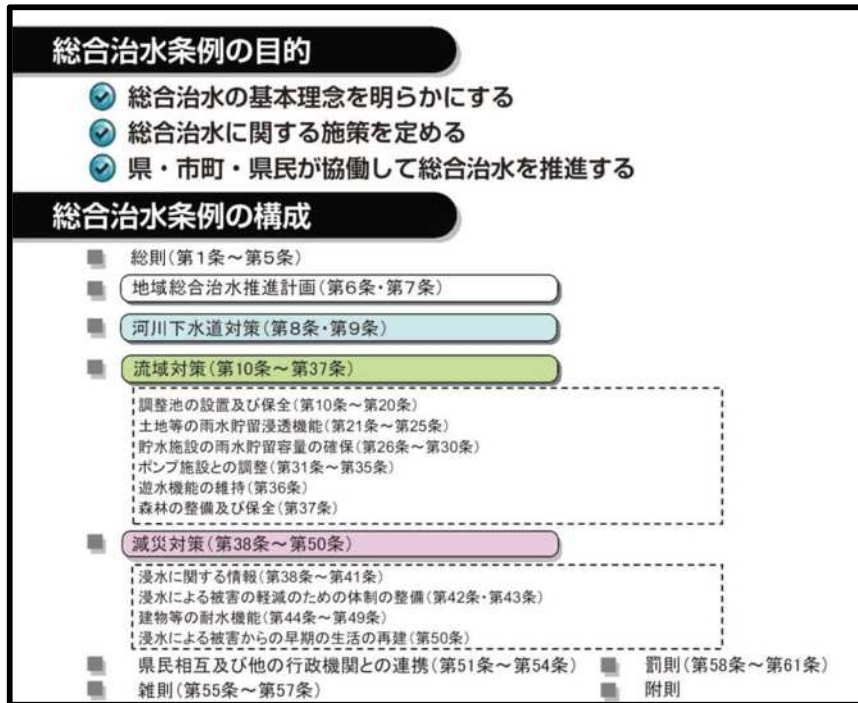 総合治水条例の目的
総合治水の基本理念を明らかにする
総合治水に関する施策を定める
県・市町・県民が協働して総合治水を推進する
総合治水条例の構成
総則(第1条～第5条)
地域総合治水推進計画(第6条・第7条)
河川下水道対策(第8条・第9条)
流域対策(第10条～第37条)
調整池の設置及び保全(第10条～第20条)
土地等の雨水貯留浸透機能(第21条～第25条)
貯水施設の雨水貯留容量の確保(第26条～第30条)
ポンプ施設との調整(第31条～第35条)
遊水機能の維持(第36条)
森林の整備及び保全(第37条)
減災対策(第38条～第50条)
浸水に関する情報(第38条～第41条)
浸水による被害の軽減のための体制の整備(第42条・第43条)
建物等の耐水機能(第44条～第49条)
浸水による被害からの早期の生活の再建(第50条)
県民相互及び他の行政機関との連携(第51条～第54条)
罰則(第58条～第61条)
雑則(第55条～第57条)
附則